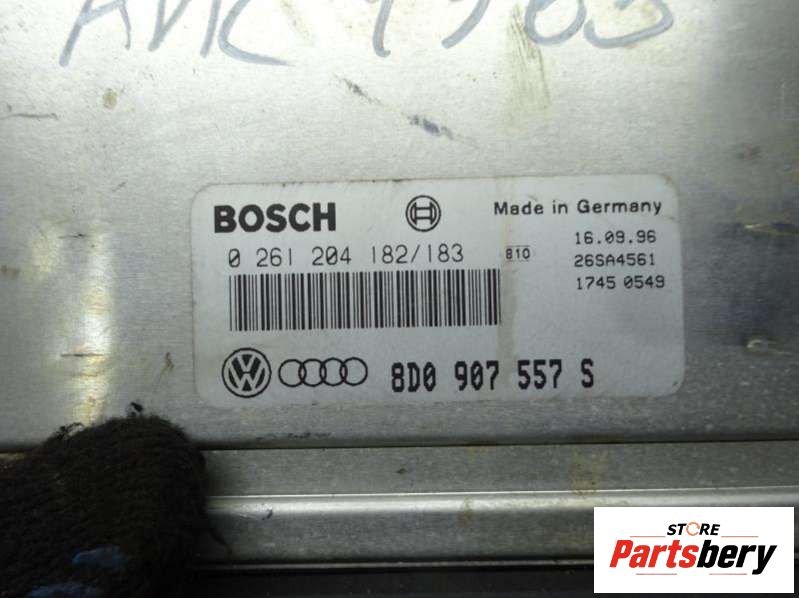 BOSCH
Made in Germany
0 261 204 182/183
810
16.09.96
26SA4561
1745 0549
8D0 907 557 S
STORE
Partsbery